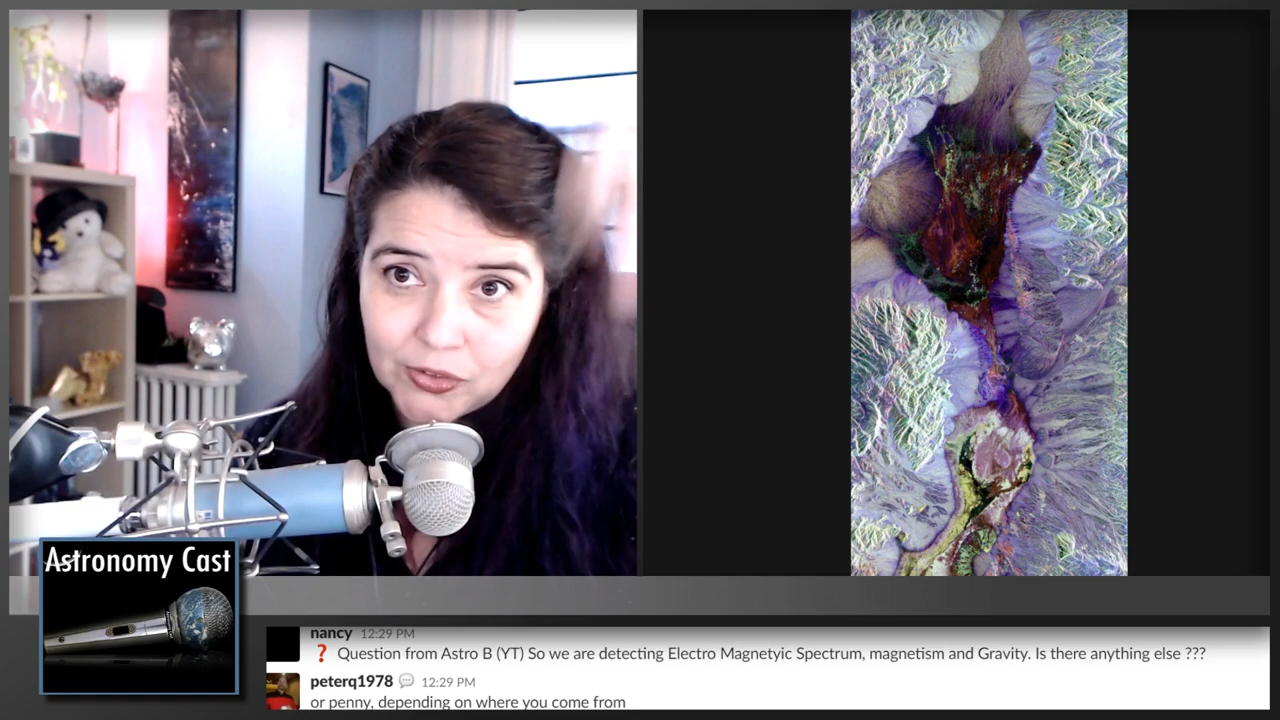 Astronomy Cast
nancy 12:29 PM
❓ Question from Astro B (YT) So we are detecting Electro Magnetyic Spectrum, magnetism and Gravity. Is there anything else ???
peterq1978 12:29 PM
or penny, depending on where you come from